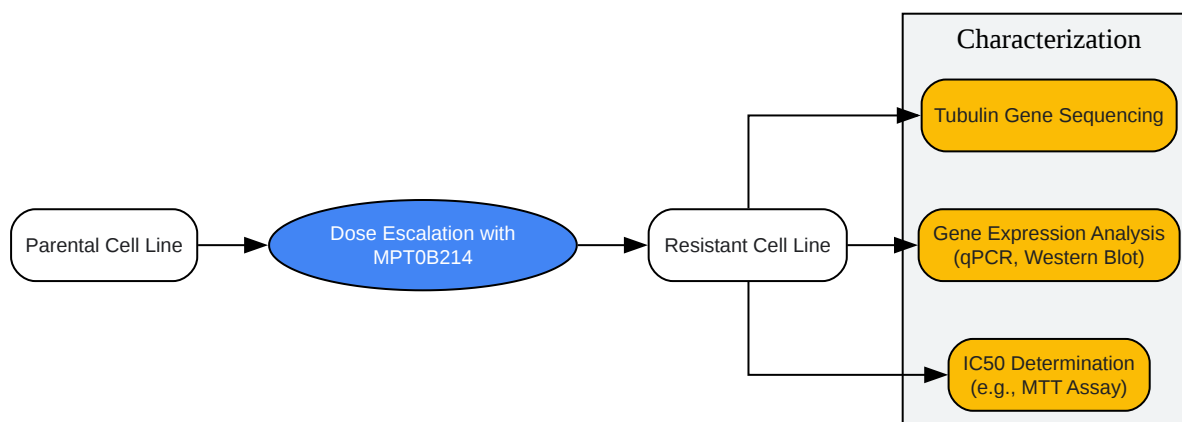 Characterization
Tubulin Gene Sequencing
Parental Cell Line
Dose Escalation with
MPT0B214
Resistant Cell Line
Gene Expression Analysis
(qPCR, Western Blot)
IC50 Determination
(e.g., MTT Assay)